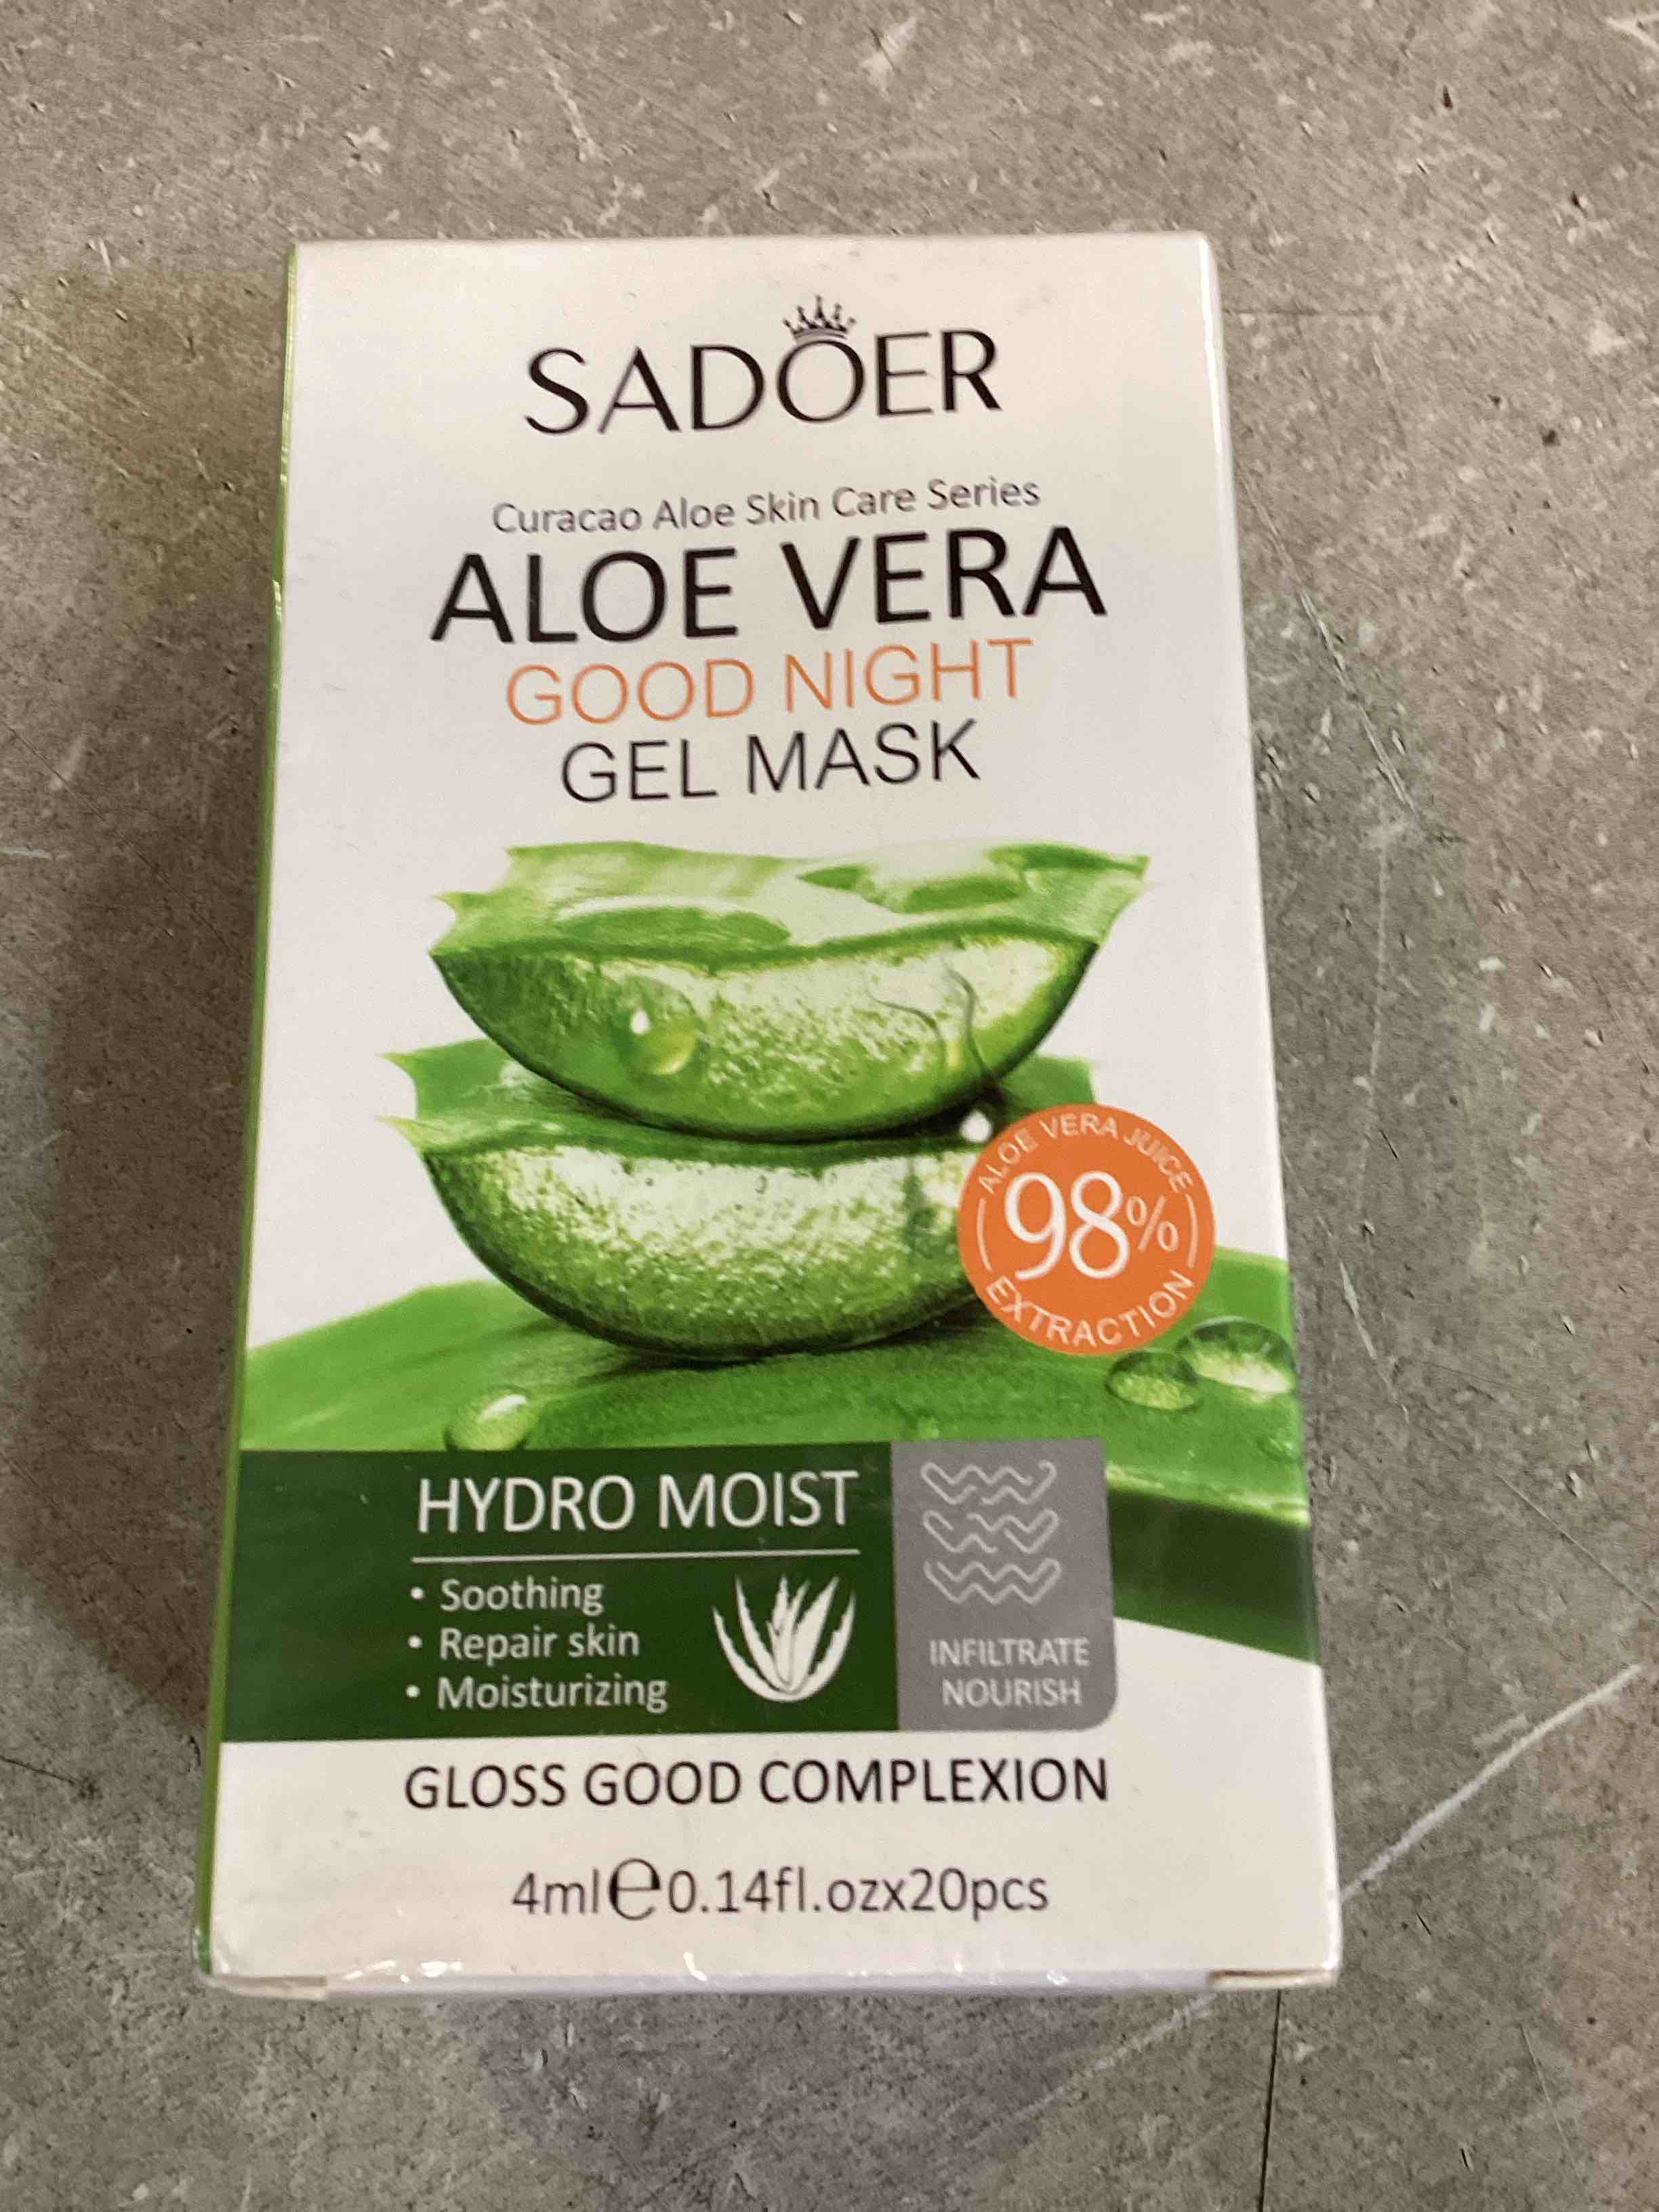 SADOER
Curacao Aloe Skin Care Series
ALOE VERA
GOOD NIGHT
GEL MASK
ALOE VERA JUICE
98%
EXTRACTION
HYDRO MOIST
• Soothing
• Repair skin
• Moisturizing
INFILTRATE
NOURISH
GLOSS GOOD COMPLEXION
4ml℮0.14fl.ozx20pcs